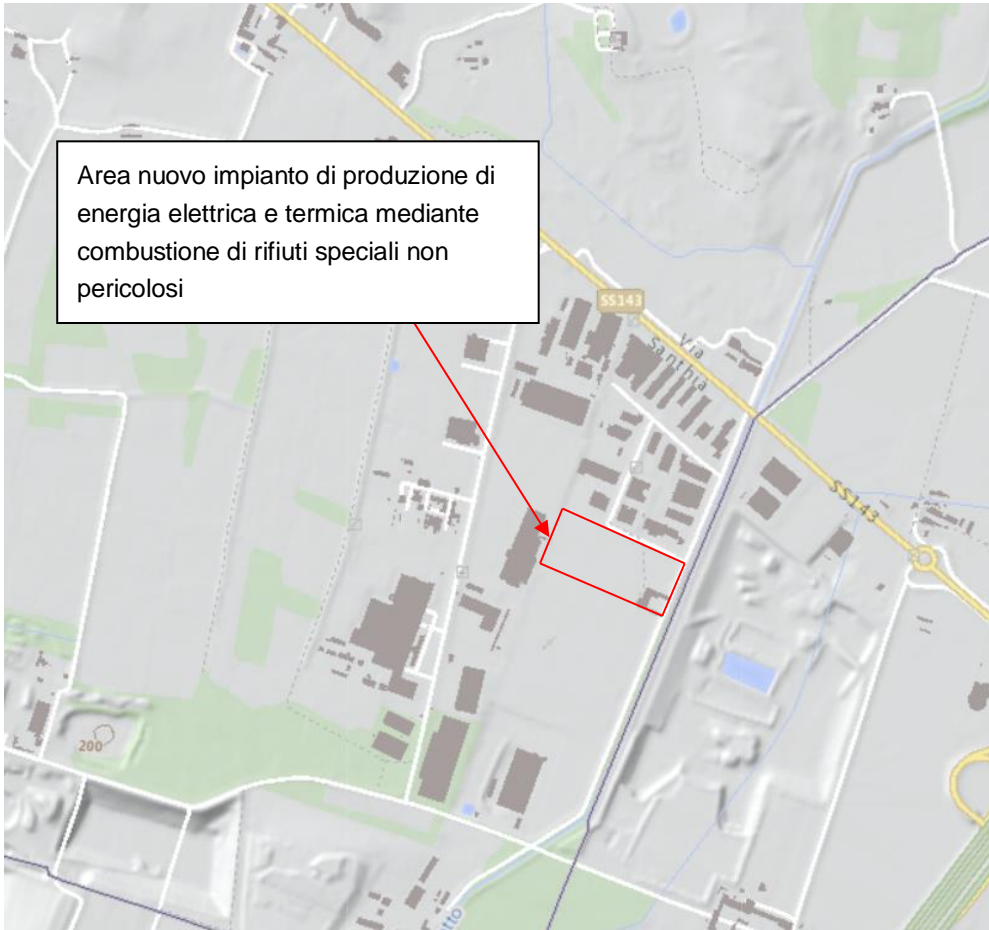 Area nuovo impianto di produzione di
energia elettrica e termica mediante
combustione di rifiuti speciali non
pericolosi
SS143
Via
Santhia
SS143
200